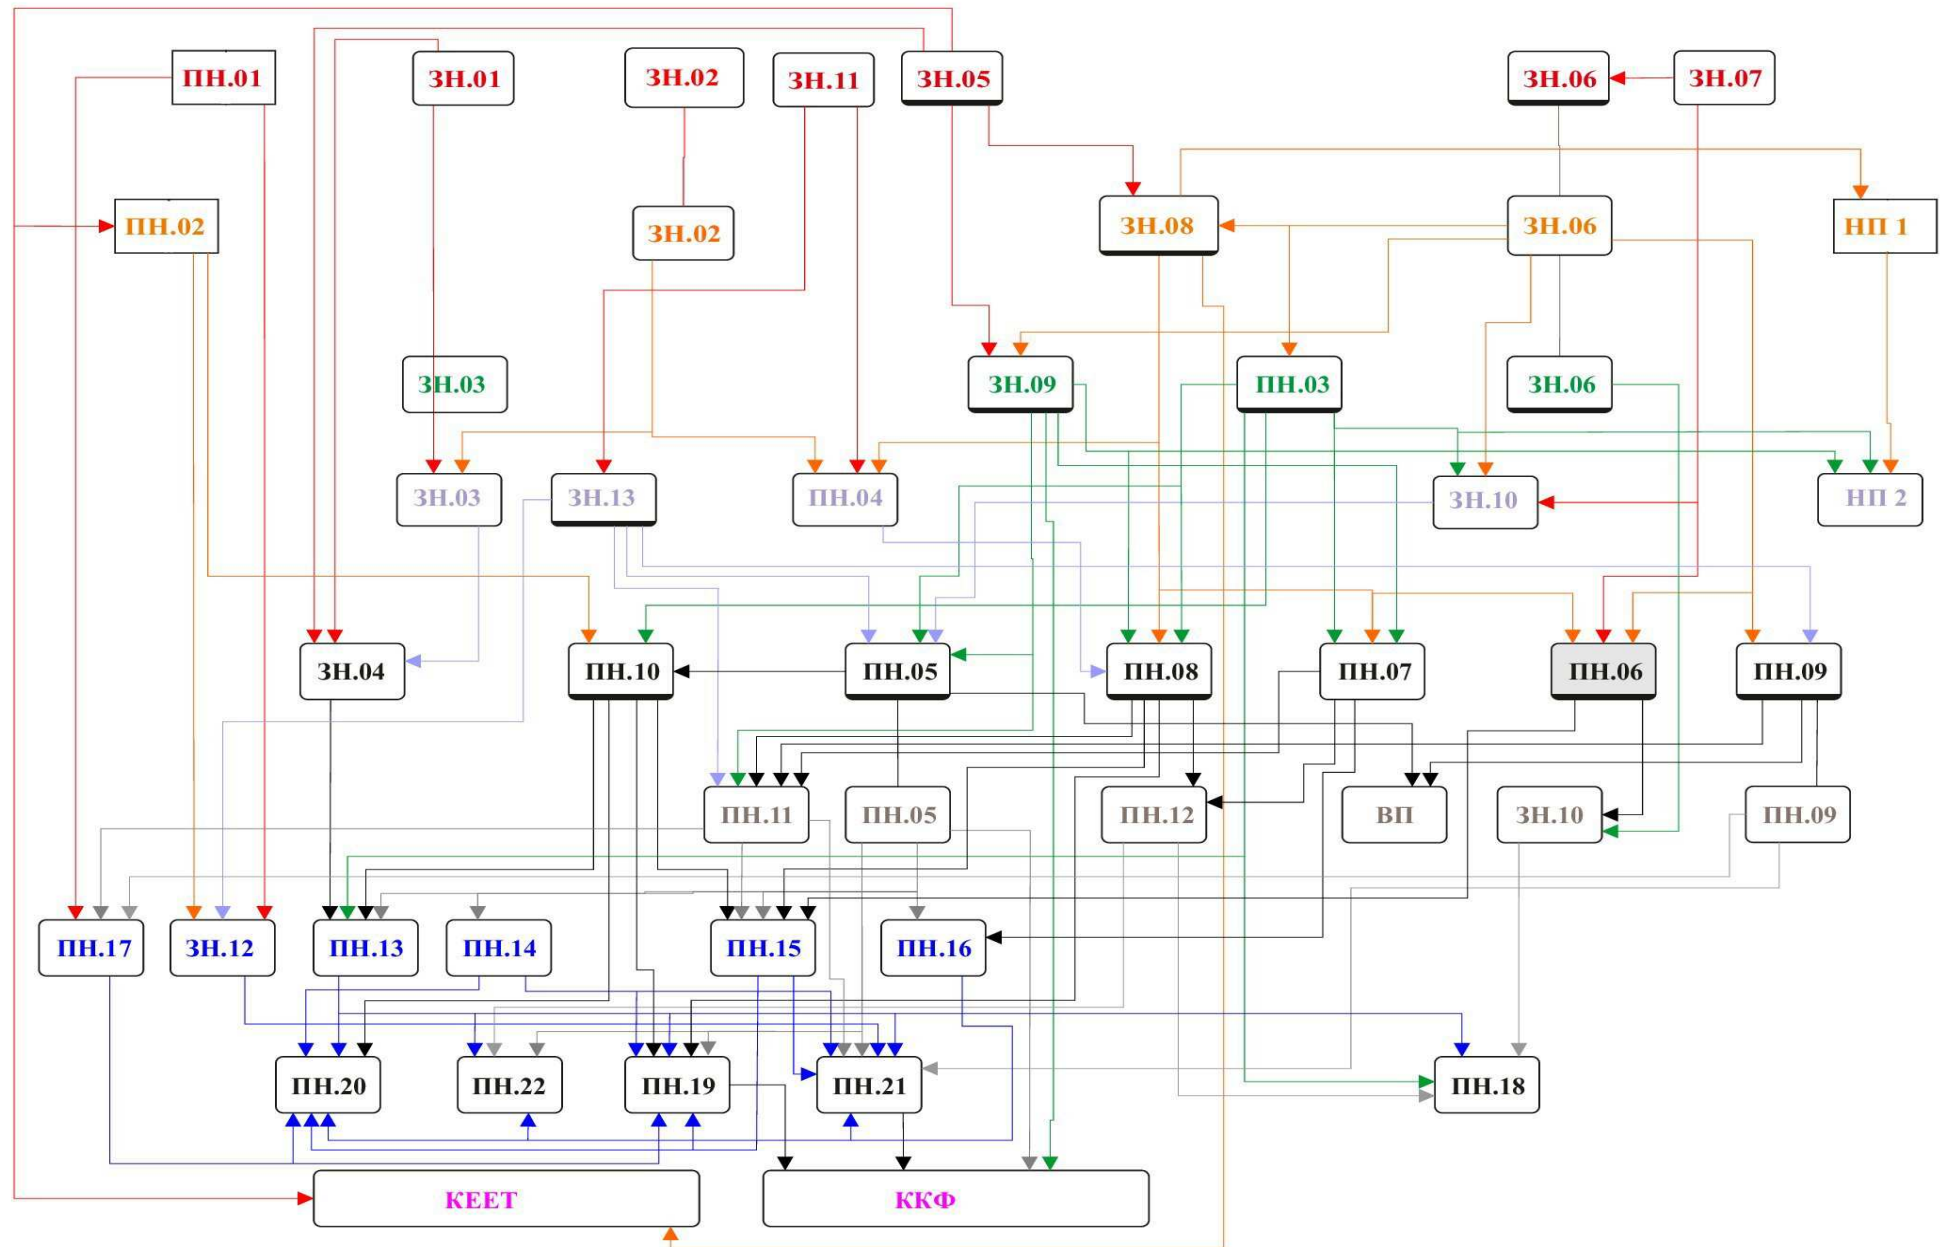 ПН.01 ЗН.01 ЗН.02 ЗН.11 ЗН.05 ЗН.06 ЗН.07
ПН.02 ЗН.02 ЗН.08 ЗН.06 НП 1
ЗН.03 ЗН.09 ПН.03 ЗН.06
ЗН.03 ЗН.13 ПН.04 ЗН.10 НП 2
ЗН.04 ПН.10 ПН.05 ПН.08 ПН.07 ПН.06 ПН.09
ПН.11 ПН.05 ПН.12 ВП ЗН.10 ПН.09
ПН.17 ЗН.12 ПН.13 ПН.14 ПН.15 ПН.16
ПН.20 ПН.22 ПН.19 ПН.21 ПН.18
КЕЕТ ККФ